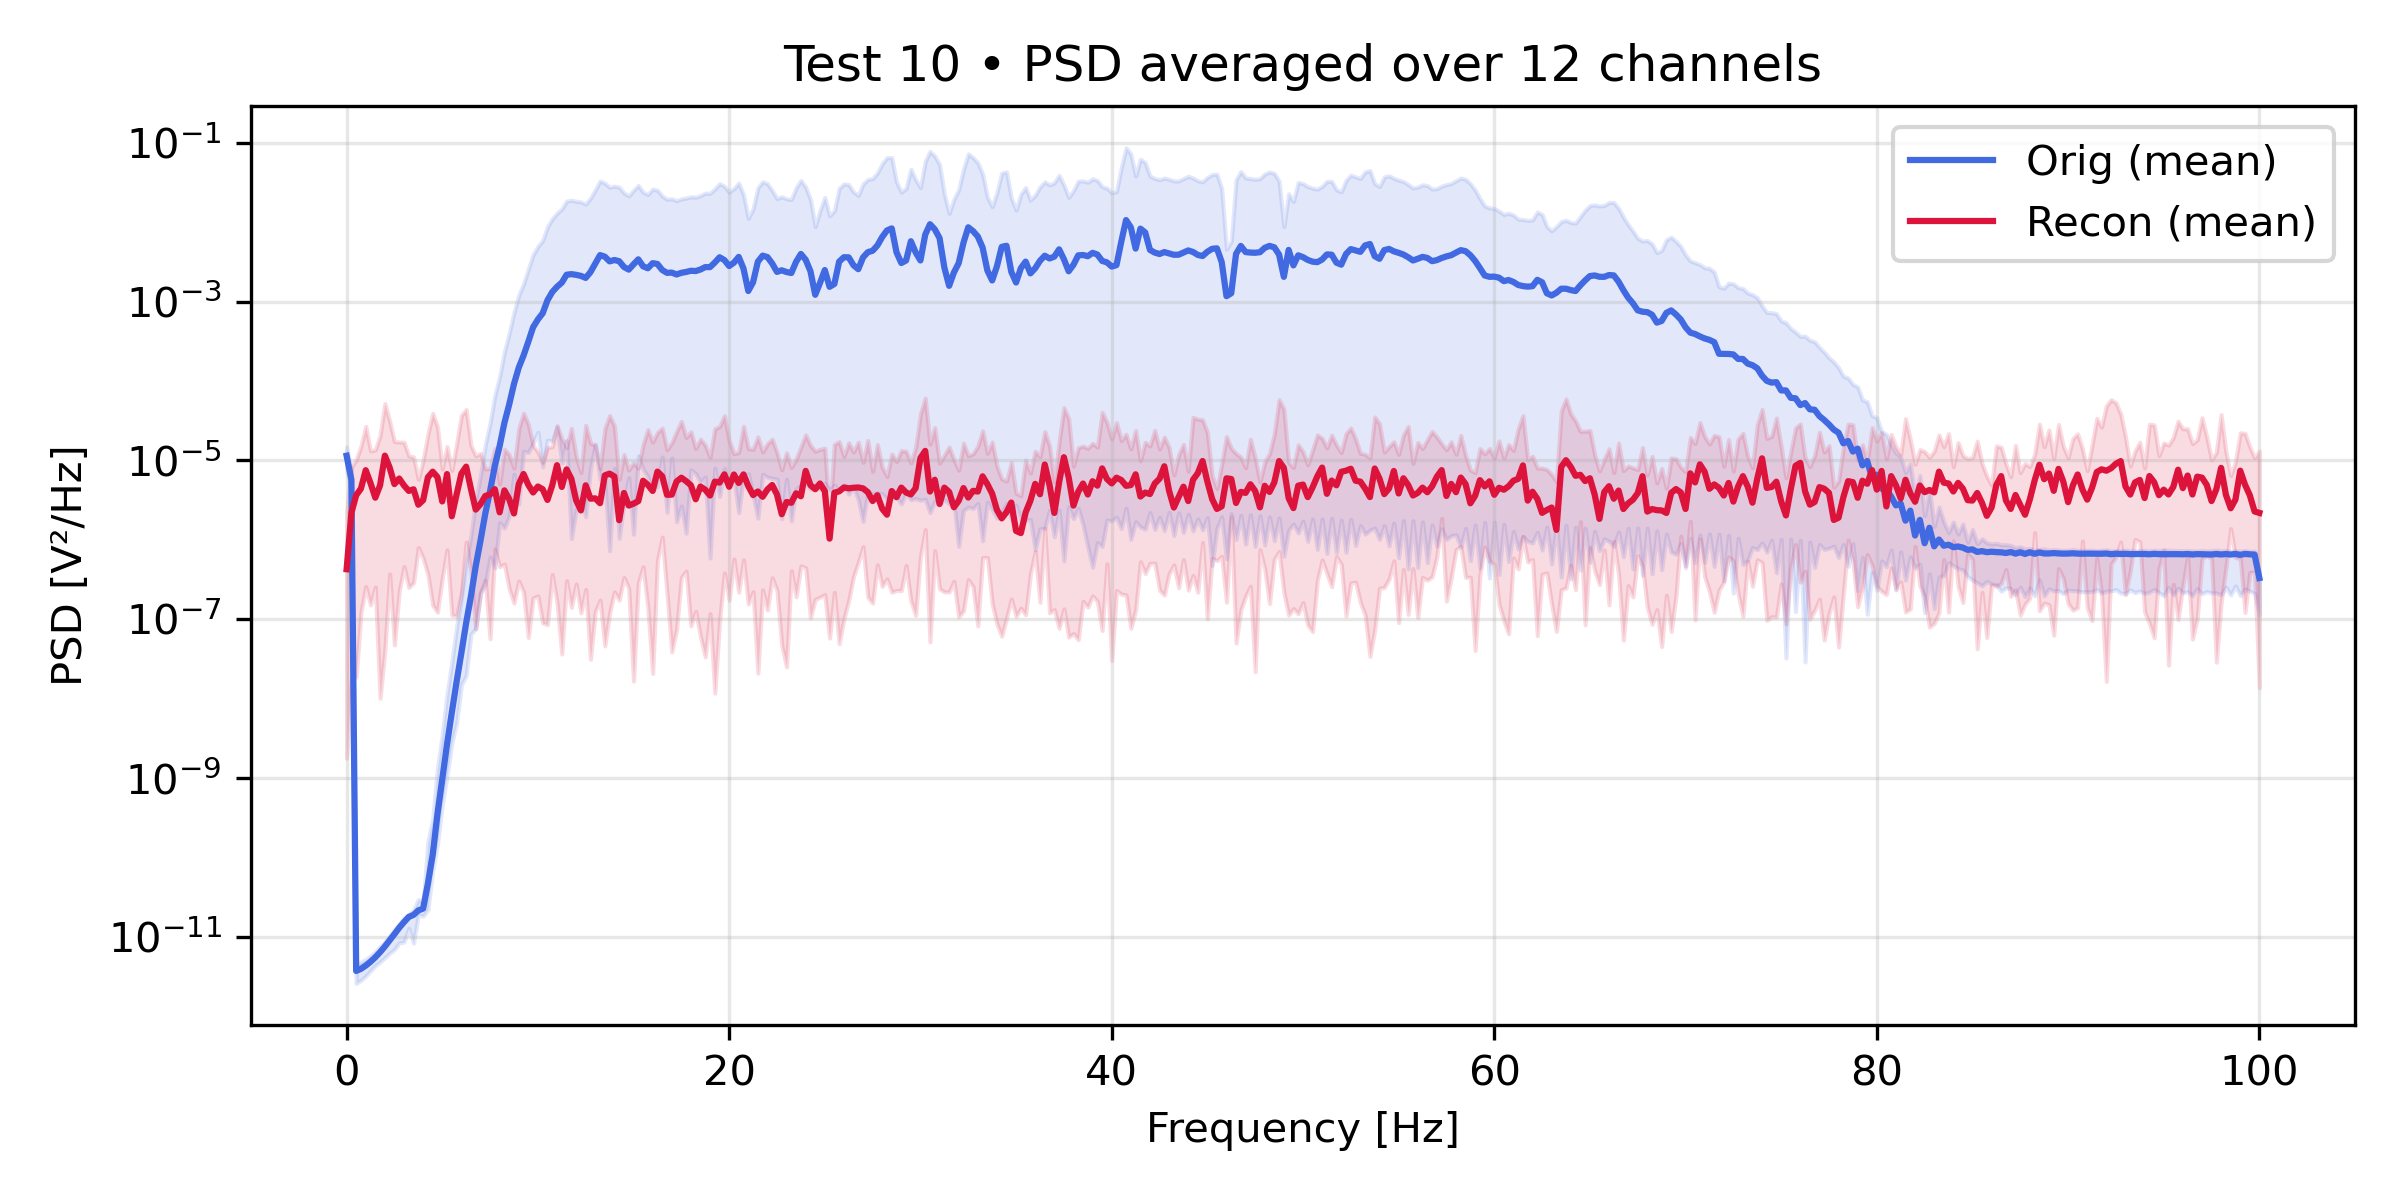 Test 10 • PSD averaged over 12 channels
Orig (mean)
Recon (mean)
PSD [V²/Hz]
10⁻¹
10⁻³
10⁻⁵
10⁻⁷
10⁻⁹
10⁻¹¹
0 20 40 60 80 100
Frequency [Hz]